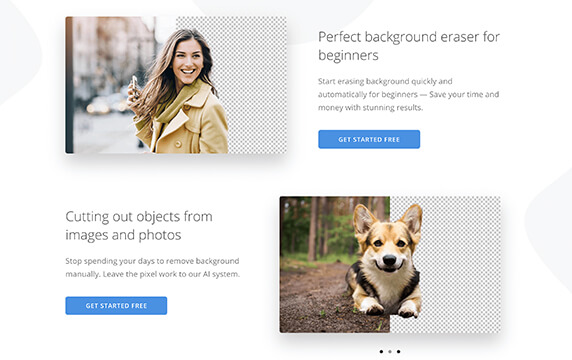 Perfect background eraser for
beginners
Start erasing background quickly and
automatically for beginners — Save your time and
money with stunning results.
GET STARTED FREE
Cutting out objects from
images and photos
Stop spending your days to remove background
manually. Leave the pixel work to our AI system.
GET STARTED FREE